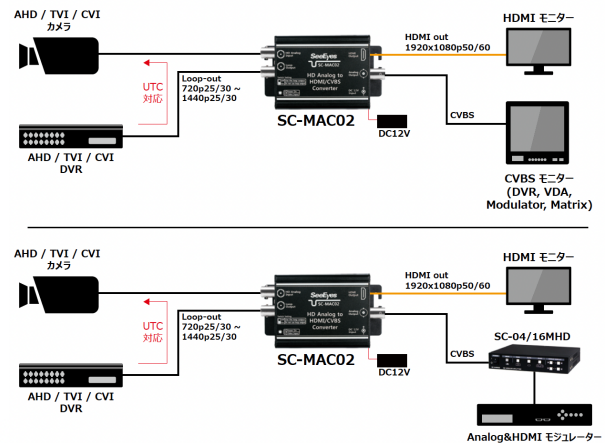 AHD / TVI / CVI
カメラ
UTC
対応
Loop-out
720p25/30 ~
1440p25/30
AHD / TVI / CVI
DVR
SeeEyes
SC-MAC02
HD Analog to
HDMI/CVBS
Converter
SC-MAC02
DC12V
HDMI out
1920x1080p50/60
HDMI モニター
CVBS
CVBS モニター
(DVR, VDA,
Modulator, Matrix)
AHD / TVI / CVI
カメラ
UTC
対応
Loop-out
720p25/30 ~
1440p25/30
AHD / TVI / CVI
DVR
SeeEyes
SC-MAC02
HD Analog to
HDMI/CVBS
Converter
SC-MAC02
DC12V
HDMI out
1920x1080p50/60
HDMI モニター
CVBS
SC-04/16MHD
Analog&HDMI モジュレーター